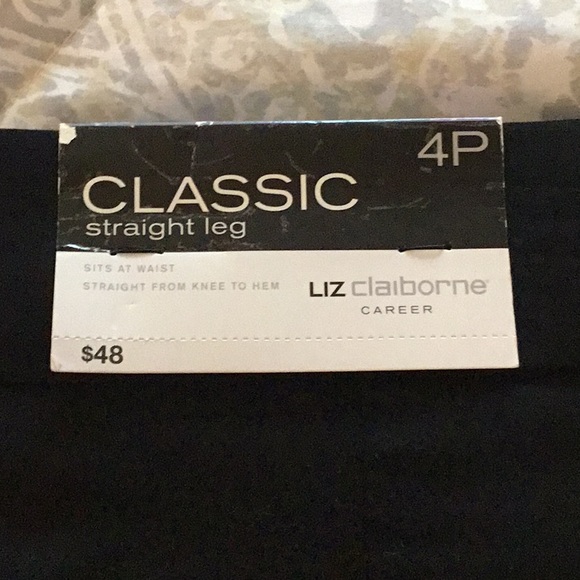 4P
CLASSIC
straight leg
SITS AT WAIST
STRAIGHT FROM KNEE TO HEM
LIZ claiborne®
CAREER
$48